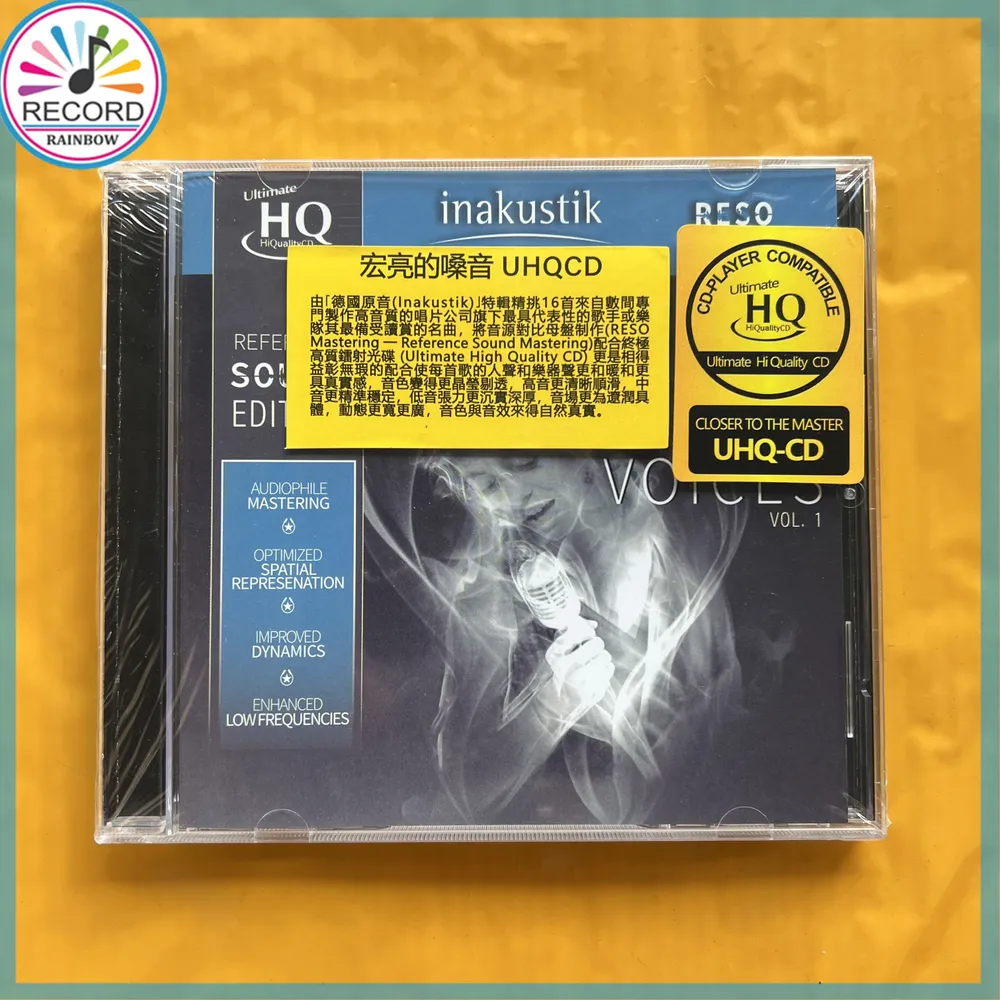 RECORD
RAINBOW
Ultimate
HQ
HiQualityCD
inakustik
RESO
宏亮的嗓音 UHQCD
由「德國原音(Inakustik)」特輯精挑16首來自數間專
門製作高音質的唱片公司旗下最具代表性的歌手或樂
隊其最備受讀賞的名曲，將音源對比母盤制作(RESO
Mastering — Reference Sound Mastering)配合終極
高質鐳射光碟 (Ultimate High Quality CD) 更是相得
益彰無瑕的配合使每首歌的人聲和樂器聲更和暖和更
具真實感，音色變得更晶瑩剔透，高音更清晰順滑，中
音更精準穩定，低音張力更沉實深厚，音場更為遼潤具
體，動態更寬更廣，音色與音效來得自然真實。
CD-PLAYER COMPATIBLE
Ultimate
HQ
HiQualityCD
Ultimate Hi Quality CD
CLOSER TO THE MASTER
UHQ-CD
EDIT
VOICES
VOL. 1
AUDIOPHILE
MASTERING
OPTIMIZED
SPATIAL
REPRESENATION
IMPROVED
DYNAMICS
ENHANCED
LOW FREQUENCIES